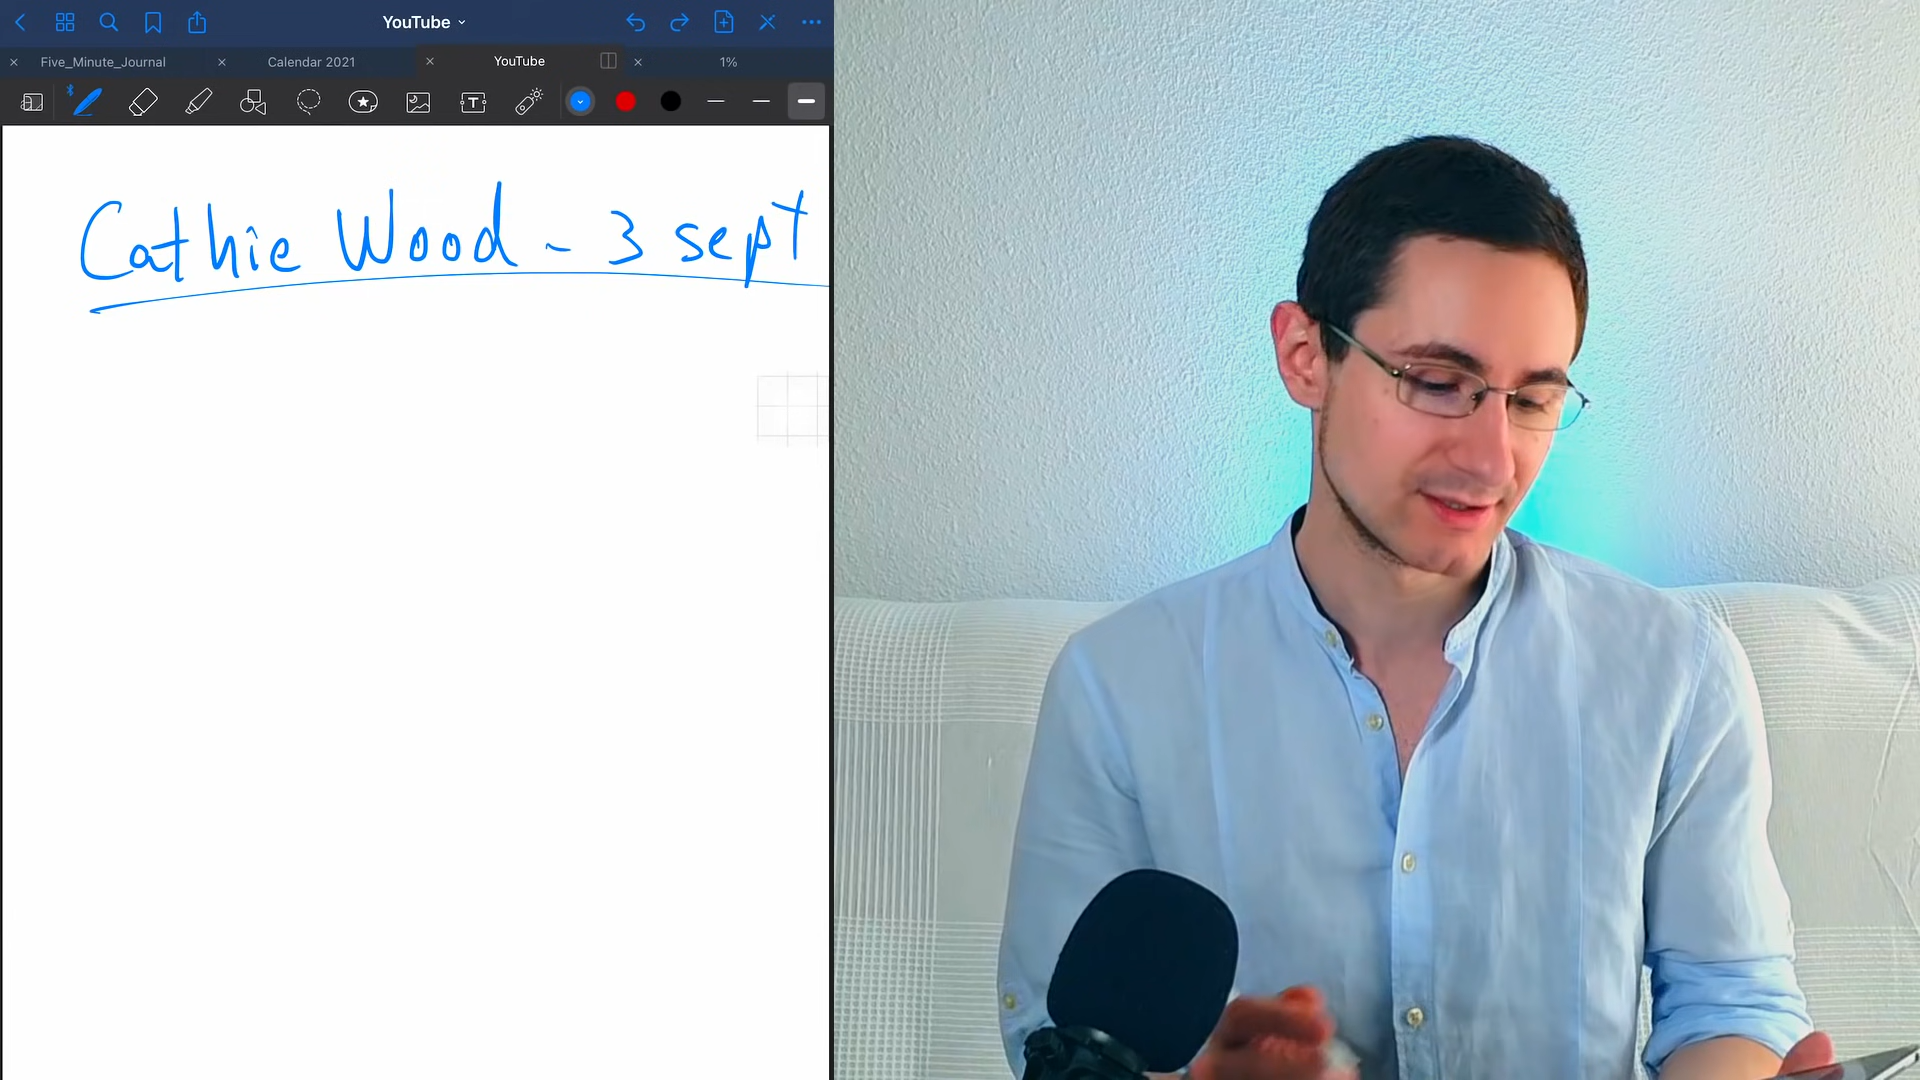 YouTube
Five_Minute_Journal
Calendar 2021
YouTube
1%
T
Cathie Wood - 3 sept